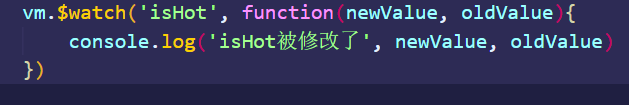 vm.$watch('isHot', function(newValue, oldValue){
    console.log('isHot被修改了', newValue, oldValue)
})